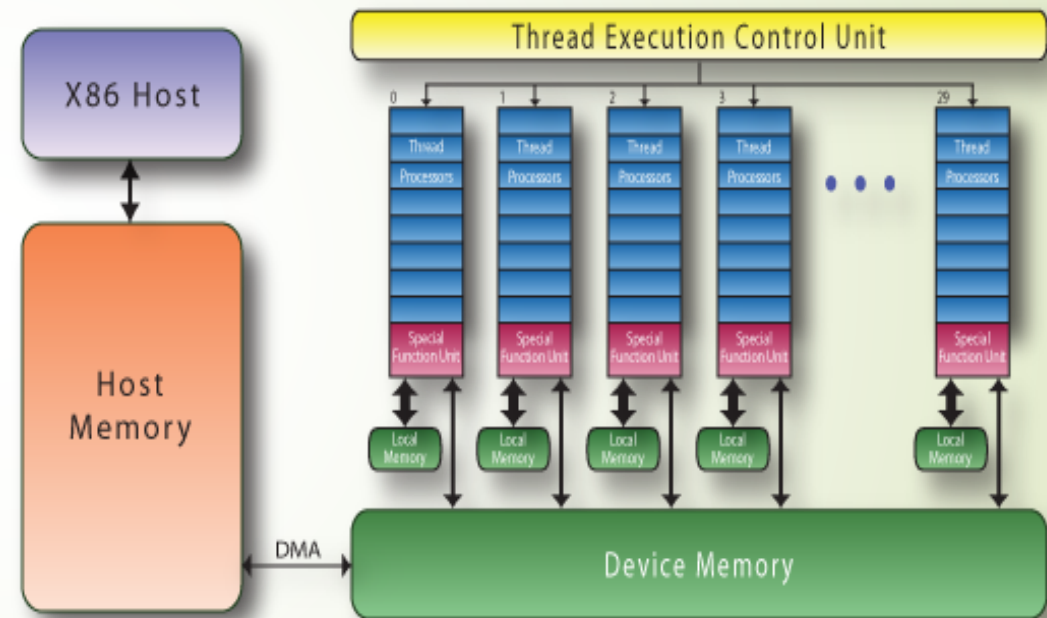 Thread Execution Control Unit
X86 Host
0
1
2
3
29
Thread
Processors
Thread
Processors
Thread
Processors
Thread
Processors
Thread
Processors
Special
Function Unit
Special
Function Unit
Special
Function Unit
Special
Function Unit
Special
Function Unit
Host
Memory
Local
Memory
Local
Memory
Local
Memory
Local
Memory
Local
Memory
DMA
Device Memory